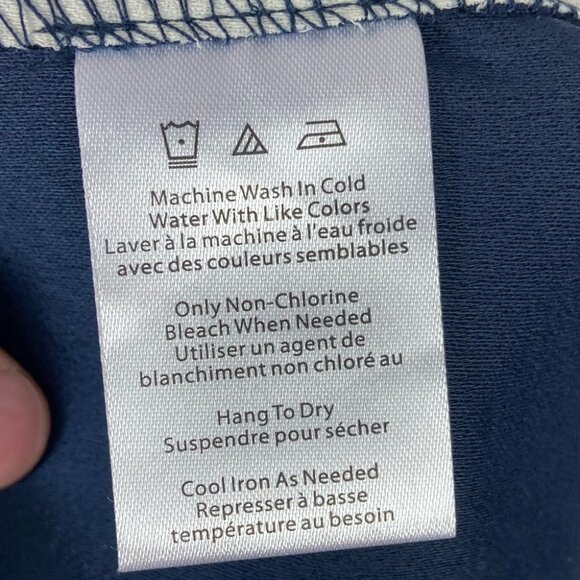 Machine Wash In Cold
Water With Like Colors
Laver à la machine à l'eau froide
avec des couleurs semblables
Only Non-Chlorine
Bleach When Needed
Utiliser un agent de
blanchiment non chloré au
Hang To Dry
Suspendre pour sécher
Cool Iron As Needed
Represser à basse
température au besoin